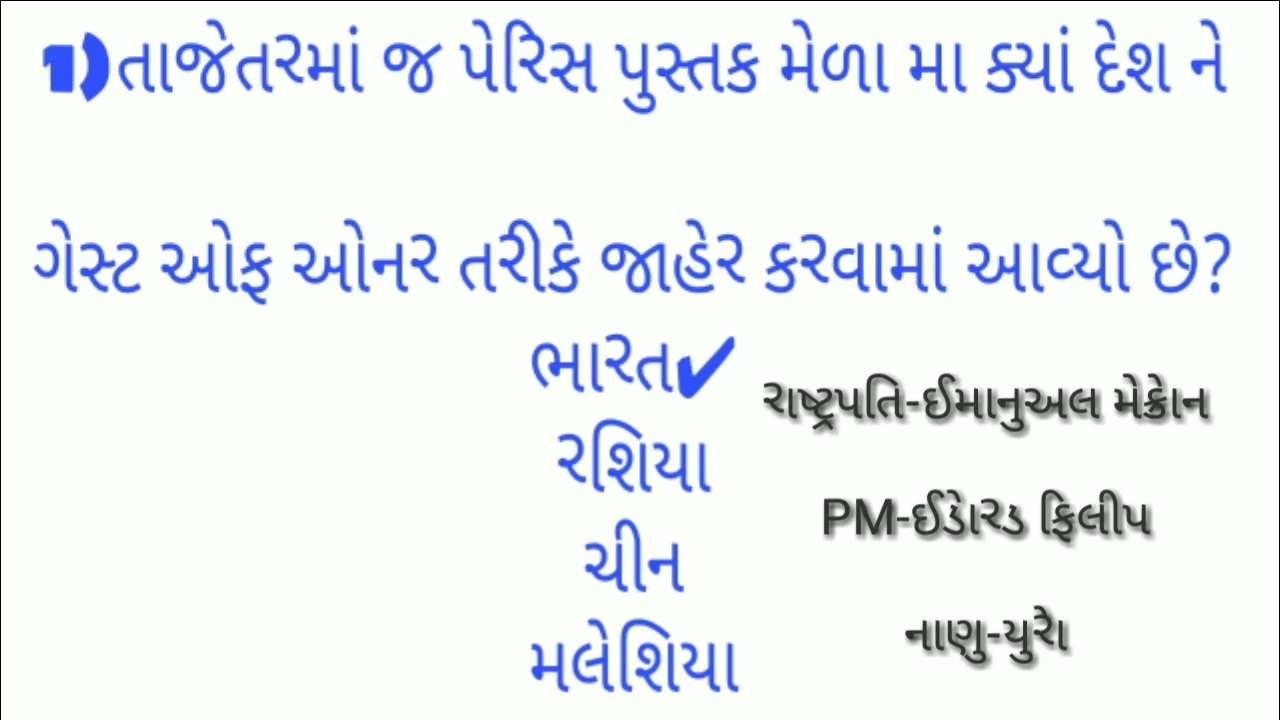 1)તાજેતરમાં જ પેરિસ પુસ્તક મેળા મા ક્યાં દેશ ને
ગેસ્ટ ઓફ ઓનર તરીકે જાહેર કરવામાં આવ્યો છે?
ભારત✔
રશિયા
ચીન
મલેશિયા
રાષ્ટ્રપતિ-ઈમાનુઅલ મેક્રોન
PM-ઈડોરડ ફિલીપ
નાણુ-યુરો